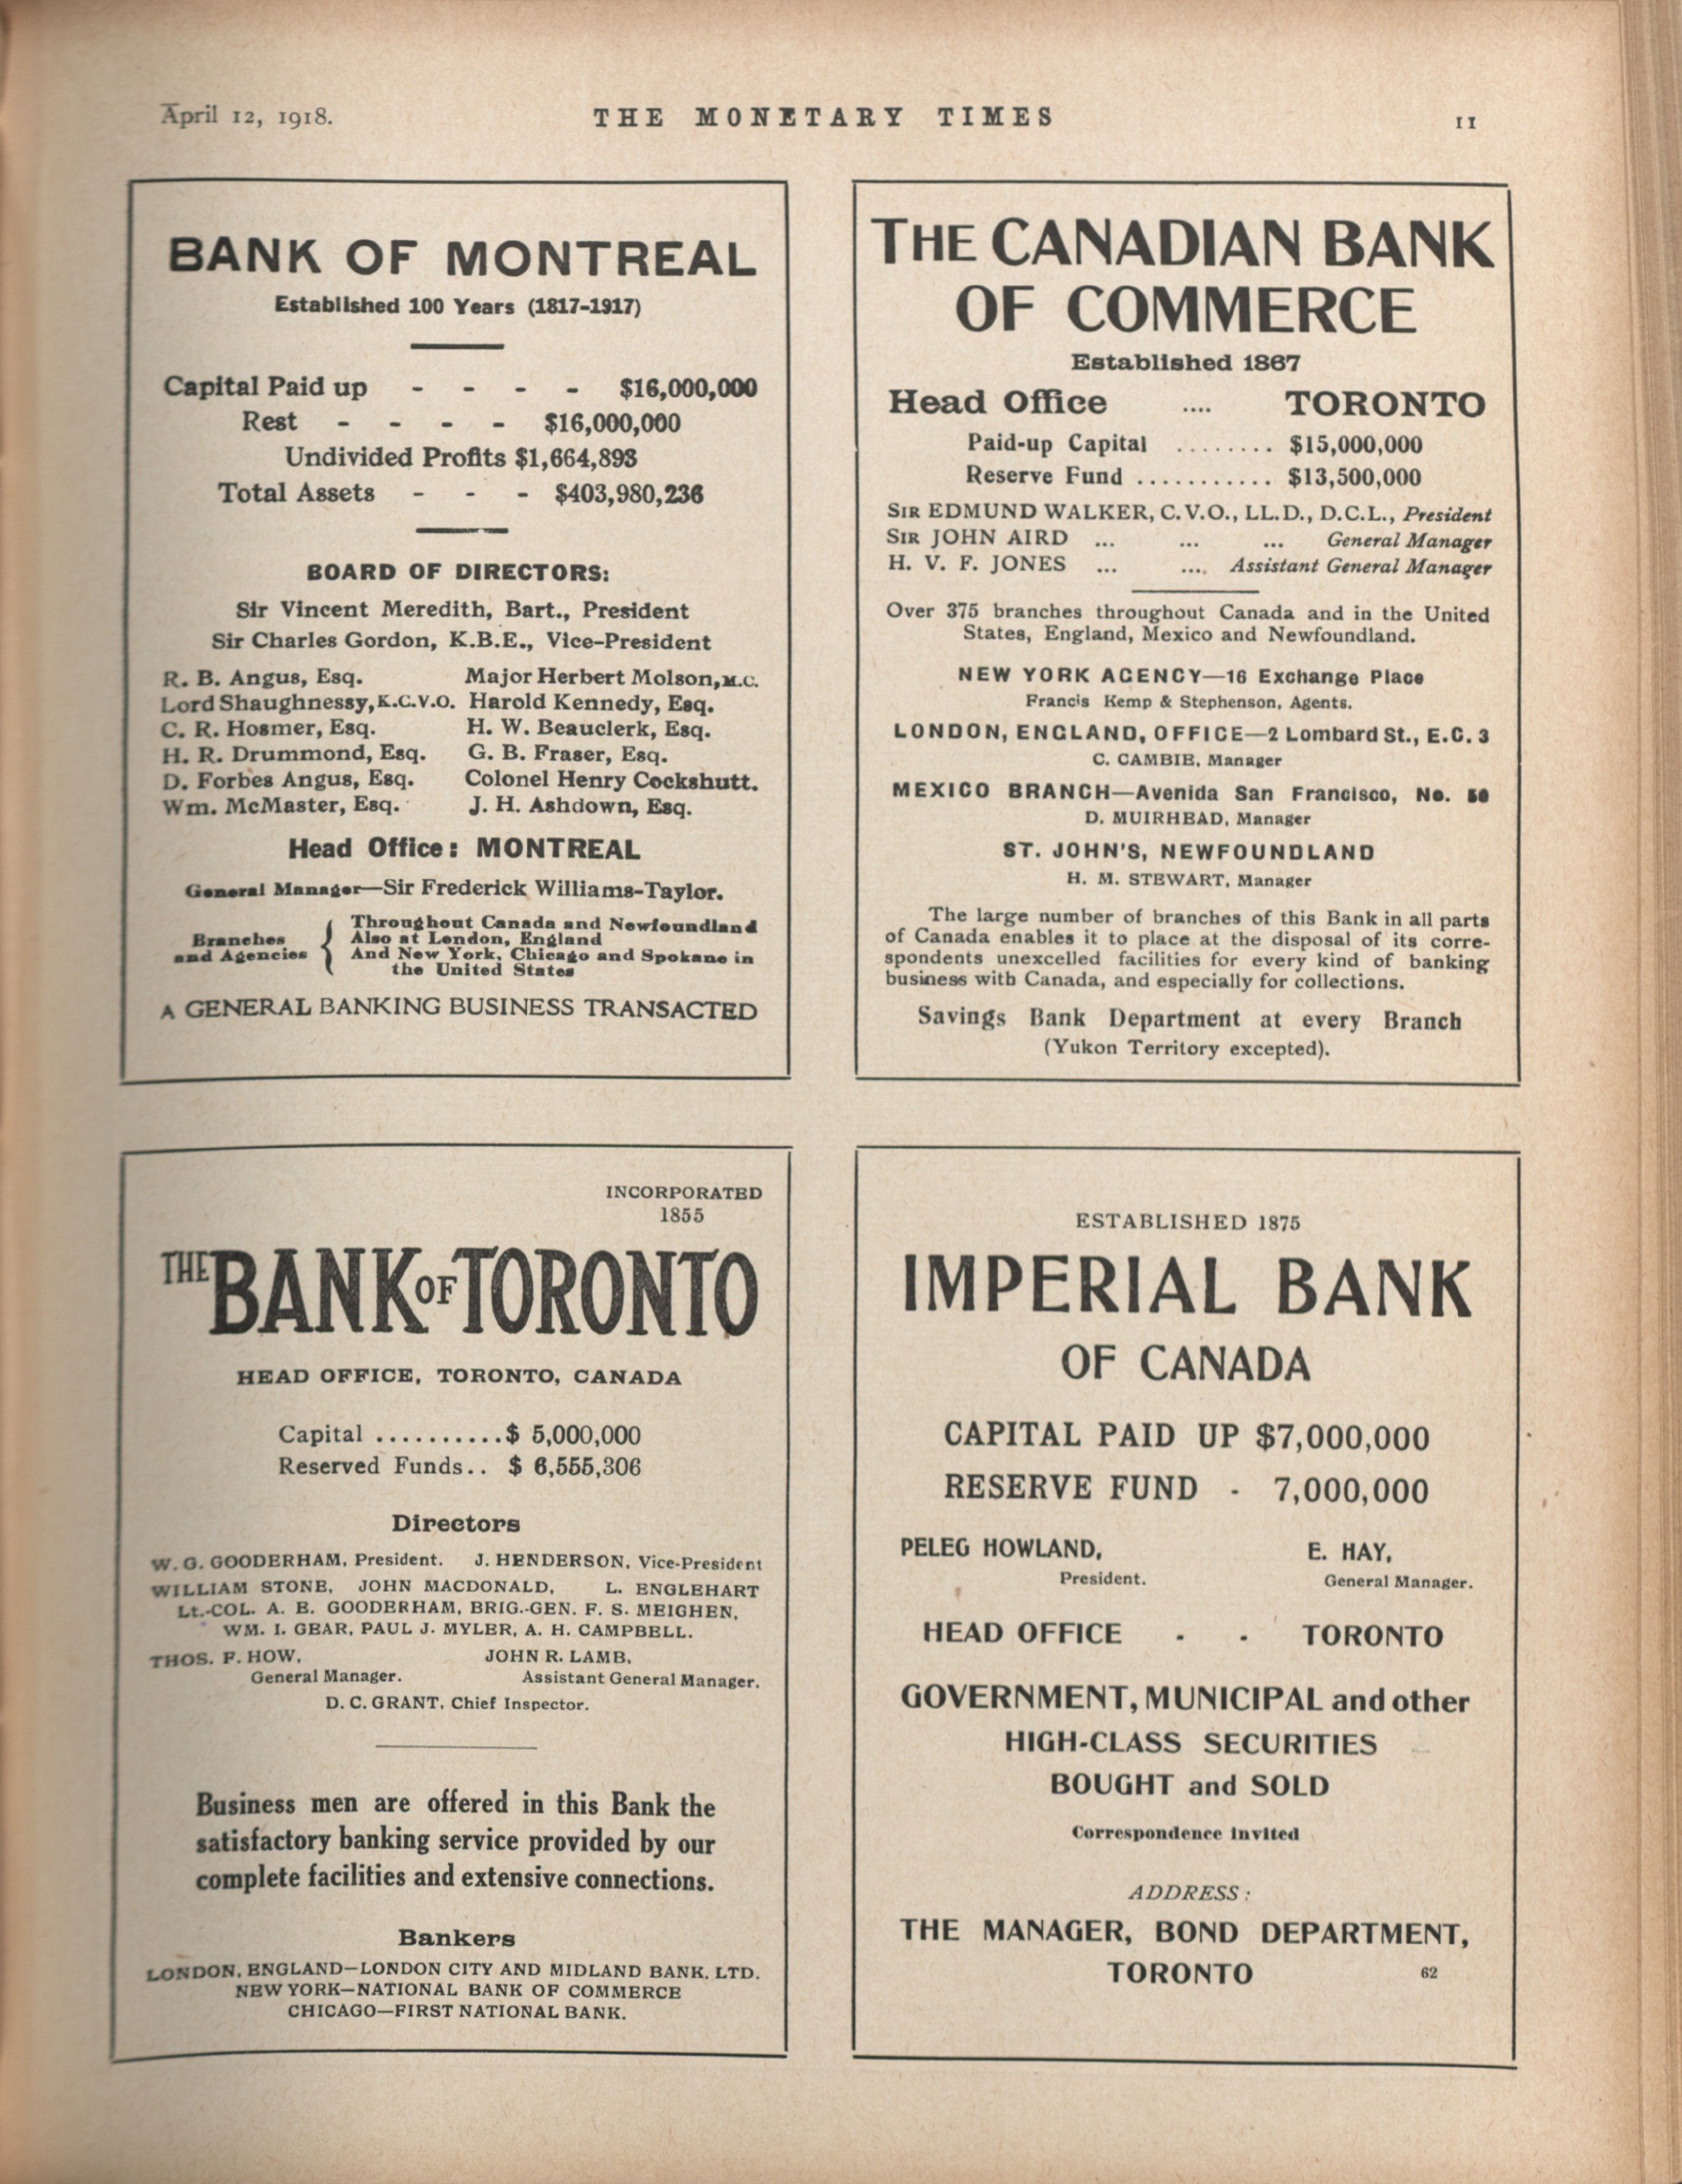 April 12, 1918. THE MONETARY TIMES 11
BANK OF MONTREAL
Established 100 Years (1817-1917)
Capital Paid up - - - - $16,000,000
Rest - - - - $16,000,000
Undivided Profits $1,664,893
Total Assets - - - $403,980,236
BOARD OF DIRECTORS:
Sir Vincent Meredith, Bart., President
Sir Charles Gordon, K.B.E., Vice-President
R. B. Angus, Esq. Major Herbert Molson, M.C.
Lord Shaughnessy, K.C.V.O. Harold Kennedy, Esq.
C. R. Hosmer, Esq. H. W. Beauclerk, Esq.
H. R. Drummond, Esq. G. B. Fraser, Esq.
D. Forbes Angus, Esq. Colonel Henry Cockshutt.
Wm. McMaster, Esq. J. H. Ashdown, Esq.
Head Office: MONTREAL
General Manager—Sir Frederick Williams-Taylor.
Branches and Agencies { Throughout Canada and Newfoundland
Also at London, England
And New York, Chicago and Spokane in
the United States
A GENERAL BANKING BUSINESS TRANSACTED
THE CANADIAN BANK
OF COMMERCE
Established 1867
Head Office .... TORONTO
Paid-up Capital ........ $15,000,000
Reserve Fund ........... $13,500,000
SIR EDMUND WALKER, C.V.O., LL.D., D.C.L., President
SIR JOHN AIRD ... ... ... General Manager
H. V. F. JONES ... .... Assistant General Manager
Over 375 branches throughout Canada and in the United
States, England, Mexico and Newfoundland.
NEW YORK AGENCY—16 Exchange Place
Francis Kemp & Stephenson, Agents.
LONDON, ENGLAND, OFFICE—2 Lombard St., E.C. 3
C. CAMBIE, Manager
MEXICO BRANCH—Avenida San Francisco, No. 50
D. MUIRHEAD, Manager
ST. JOHN'S, NEWFOUNDLAND
H. M. STEWART, Manager
The large number of branches of this Bank in all parts
of Canada enables it to place at the disposal of its corre-
spondents unexcelled facilities for every kind of banking
business with Canada, and especially for collections.
Savings Bank Department at every Branch
(Yukon Territory excepted).
INCORPORATED
1855
THE BANK OF TORONTO
HEAD OFFICE, TORONTO, CANADA
Capital ..........$ 5,000,000
Reserved Funds.. $ 6,555,306
Directors
W. G. GOODERHAM, President. J. HENDERSON, Vice-President
WILLIAM STONE, JOHN MACDONALD, L. ENGLEHART
Lt.-COL. A. E. GOODERHAM, BRIG.-GEN. F. S. MEIGHEN,
WM. I. GEAR, PAUL J. MYLER, A. H. CAMPBELL.
THOS. F. HOW, JOHN R. LAMB,
General Manager. Assistant General Manager.
D. C. GRANT, Chief Inspector.
Business men are offered in this Bank the
satisfactory banking service provided by our
complete facilities and extensive connections.
Bankers
LONDON, ENGLAND—LONDON CITY AND MIDLAND BANK, LTD.
NEW YORK—NATIONAL BANK OF COMMERCE
CHICAGO—FIRST NATIONAL BANK.
ESTABLISHED 1875
IMPERIAL BANK
OF CANADA
CAPITAL PAID UP $7,000,000
RESERVE FUND - 7,000,000
PELEG HOWLAND, E. HAY,
President. General Manager.
HEAD OFFICE - - TORONTO
GOVERNMENT, MUNICIPAL and other
HIGH-CLASS SECURITIES
BOUGHT and SOLD
Correspondence Invited
ADDRESS:
THE MANAGER, BOND DEPARTMENT,
TORONTO 62